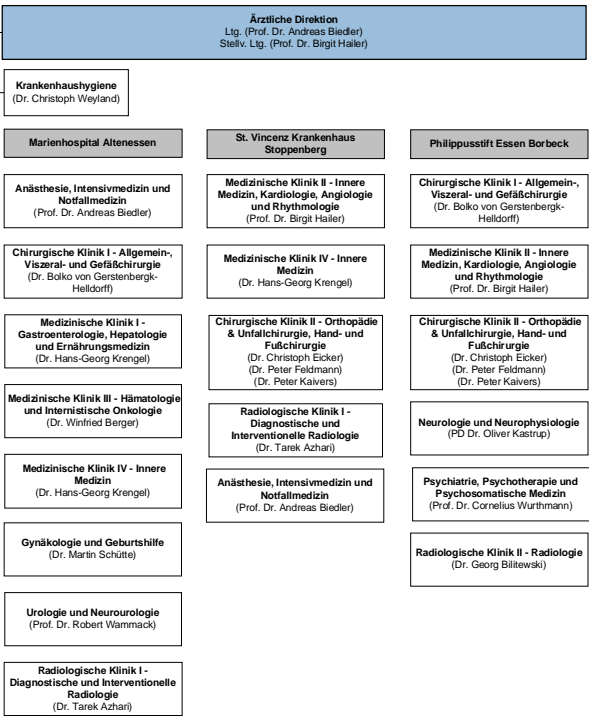 Ärztliche Direktion
Ltg. (Prof. Dr. Andreas Biedler)
Stellv. Ltg. (Prof. Dr. Birgit Hailer)
Krankenhaushygiene
(Dr. Christoph Weyland)
Marienhospital Altenessen
Anästhesie, Intensivmedizin und
Notfallmedizin
(Prof. Dr. Andreas Biedler)
Chirurgische Klinik I - Allgemein-,
Viszeral- und Gefäßchirurgie
(Dr. Bolko von Gerstenbergk-
Helldorff)
Medizinische Klinik I -
Gastroenterologie, Hepatologie
und Ernährungsmedizin
(Dr. Hans-Georg Krengel)
Medizinische Klinik III - Hämatologie
und Internistische Onkologie
(Dr. Winfried Berger)
Medizinische Klinik IV - Innere
Medizin
(Dr. Hans-Georg Krengel)
Gynäkologie und Geburtshilfe
(Dr. Martin Schütte)
Urologie und Neurourologie
(Prof. Dr. Robert Wammack)
Radiologische Klinik I -
Diagnostische und Interventionelle
Radiologie
(Dr. Tarek Azhari)
St. Vincenz Krankenhaus
Stoppenberg
Medizinische Klinik II - Innere
Medizin, Kardiologie, Angiologie
und Rhythmologie
(Prof. Dr. Birgit Hailer)
Medizinische Klinik IV - Innere
Medizin
(Dr. Hans-Georg Krengel)
Chirurgische Klinik II - Orthopädie
& Unfallchirurgie, Hand- und
Fußchirurgie
(Dr. Christoph Eicker)
(Dr. Peter Feldmann)
(Dr. Peter Kaivers)
Radiologische Klinik I -
Diagnostische und
Interventionelle Radiologie
(Dr. Tarek Azhari)
Anästhesie, Intensivmedizin und
Notfallmedizin
(Prof. Dr. Andreas Biedler)
Philippusstift Essen Borbeck
Chirurgische Klinik I - Allgemein-,
Viszeral- und Gefäßchirurgie
(Dr. Bolko von Gerstenbergk-
Helldorff)
Medizinische Klinik II - Innere
Medizin, Kardiologie, Angiologie
und Rhythmologie
(Prof. Dr. Birgit Hailer)
Chirurgische Klinik II - Orthopädie
& Unfallchirurgie, Hand- und
Fußchirurgie
(Dr. Christoph Eicker)
(Dr. Peter Feldmann)
(Dr. Peter Kaivers)
Neurologie und Neurophysiologie
(PD Dr. Oliver Kastrup)
Psychiatrie, Psychotherapie und
Psychosomatische Medizin
(Prof. Dr. Cornelius Wurthmann)
Radiologische Klinik II - Radiologie
(Dr. Georg Bilitewski)